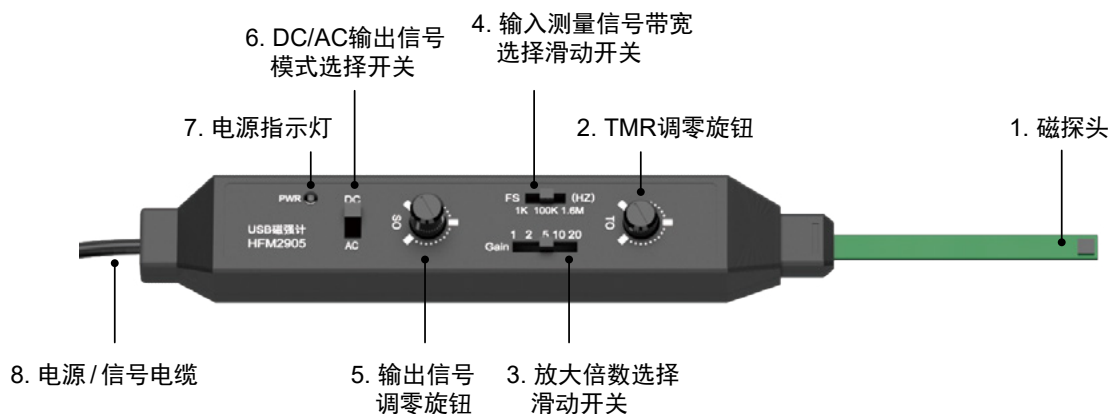 6. DC/AC输出信号
模式选择开关
4. 输入测量信号带宽
选择滑动开关
7. 电源指示灯
2. TMR调零旋钮
1. 磁探头
PWR
DC
AC
USB磁强计
HFM2905
SO
FS (HZ)
1K 100K 1.6M
1 2 5 10 20
Gain
TO
8. 电源/信号电缆
5. 输出信号
调零旋钮
3. 放大倍数选择
滑动开关